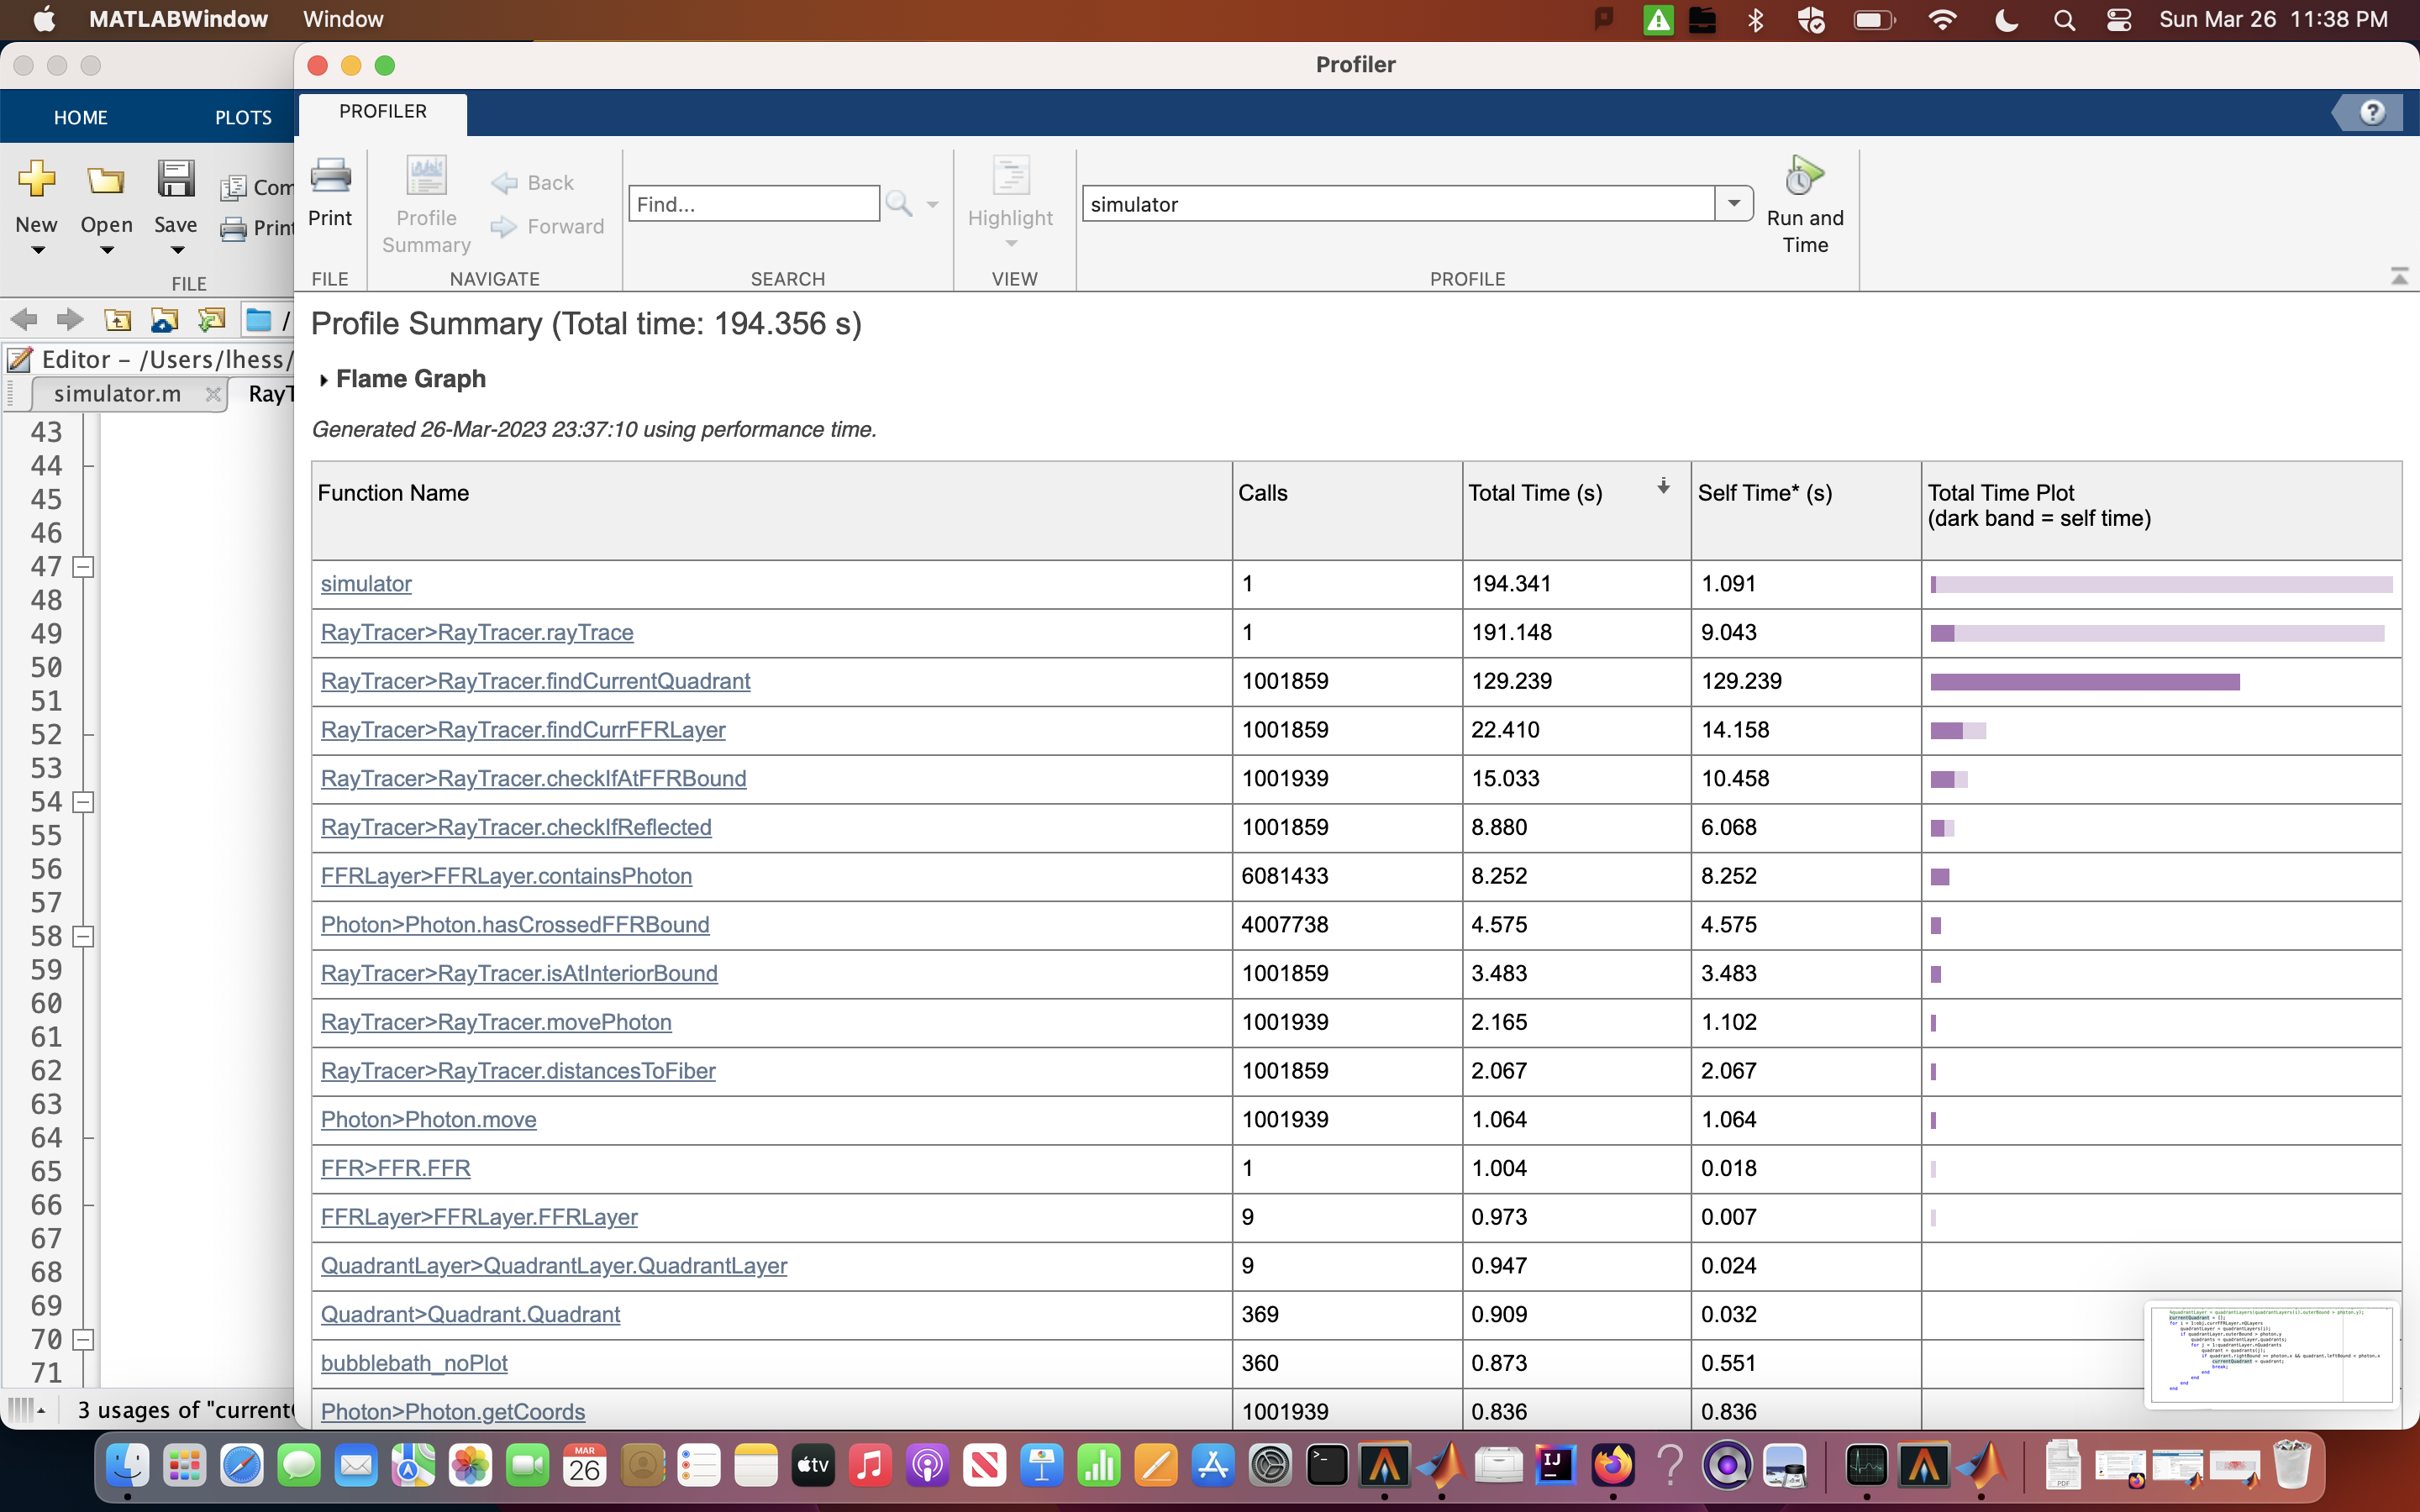 MATLABWindow Window Sun Mar 26 11:38 PM
Profiler
HOME PLOTS PROFILER
New Open Save Com Print
FILE
Print Profile Summary Back Forward Find... Highlight simulator Run and Time
FILE NAVIGATE SEARCH VIEW PROFILE
/
Editor – /Users/lhess/
simulator.m RayT
43
44
45
46
47
48
49
50
51
52
53
54
55
56
57
58
59
60
61
62
63
64
65
66
67
68
69
70
71
3 usages of "current
Profile Summary (Total time: 194.356 s)
Flame Graph
Generated 26-Mar-2023 23:37:10 using performance time.
Function Name Calls Total Time (s) Self Time* (s) Total Time Plot
(dark band = self time)
simulator 1 194.341 1.091
RayTracer>RayTracer.rayTrace 1 191.148 9.043
RayTracer>RayTracer.findCurrentQuadrant 1001859 129.239 129.239
RayTracer>RayTracer.findCurrFFRLayer 1001859 22.410 14.158
RayTracer>RayTracer.checkIfAtFFRBound 1001939 15.033 10.458
RayTracer>RayTracer.checkIfReflected 1001859 8.880 6.068
FFRLayer>FFRLayer.containsPhoton 6081433 8.252 8.252
Photon>Photon.hasCrossedFFRBound 4007738 4.575 4.575
RayTracer>RayTracer.isAtInteriorBound 1001859 3.483 3.483
RayTracer>RayTracer.movePhoton 1001939 2.165 1.102
RayTracer>RayTracer.distancesToFiber 1001859 2.067 2.067
Photon>Photon.move 1001939 1.064 1.064
FFR>FFR.FFR 1 1.004 0.018
FFRLayer>FFRLayer.FFRLayer 9 0.973 0.007
QuadrantLayer>QuadrantLayer.QuadrantLayer 9 0.947 0.024
Quadrant>Quadrant.Quadrant 369 0.909 0.032
bubblebath_noPlot 360 0.873 0.551
Photon>Photon.getCoords 1001939 0.836 0.836
MAR
26
tv
IJ
PDF